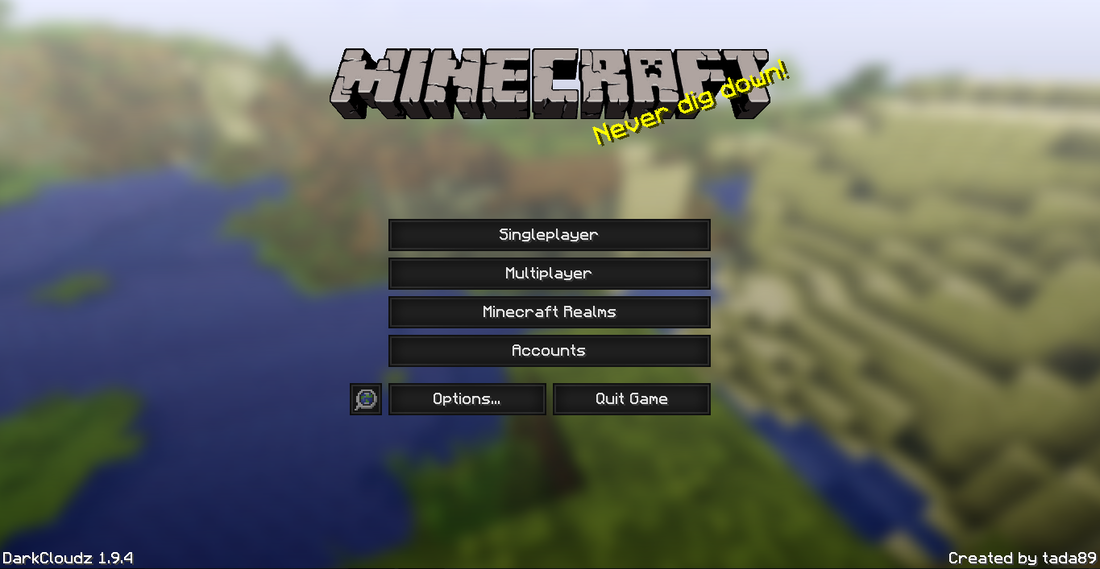 MINECRAFT
Never dig down!
Singleplayer
Multiplayer
Minecraft Realms
Accounts
Options...
Quit Game
DarkCloudz 1.9.4
Created by tada89